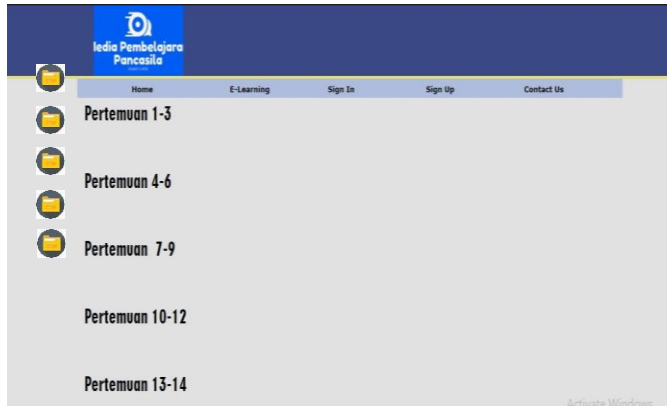 ledia Pembelajara
Pancasila
Home E-Learning Sign In Sign Up Contact Us
Pertemuan 1-3
Pertemuan 4-6
Pertemuan 7-9
Pertemuan 10-12
Pertemuan 13-14
Activate Windows